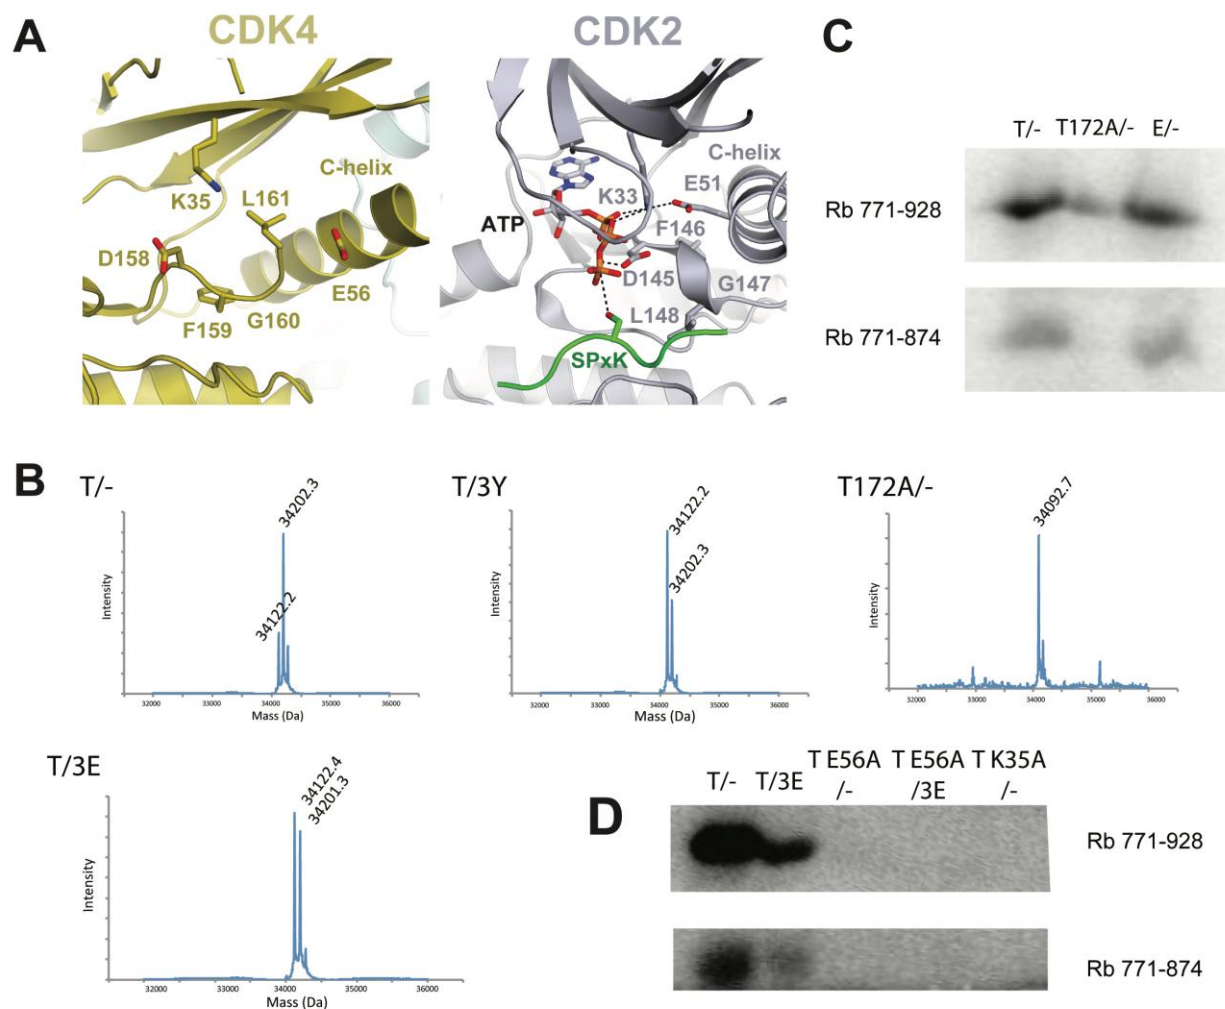 A
CDK4
CDK2
C
K35
L161
C-helix
D158
F159
G160
E56
ATP
K33
C-helix
E51
F146
D145
G147
L148
SPxK
T/- T172A/- E/-
Rb 771-928
Rb 771-874
B
T/-
34202.3
34122.2
Intensity
32000 33000 34000 35000 36000
Mass (Da)
T/3Y
34122.2
34202.3
Intensity
32000 33000 34000 35000 36000
Mass (Da)
T172A/-
34092.7
Intensity
32000 33000 34000 35000 36000
Mass (Da)
T/3E
34122.4
34201.3
Intensity
32000 33000 34000 35000 36000
Mass (Da)
D
T E56A T E56A T K35A
T/- T/3E /- /3E /-
Rb 771-928
Rb 771-874